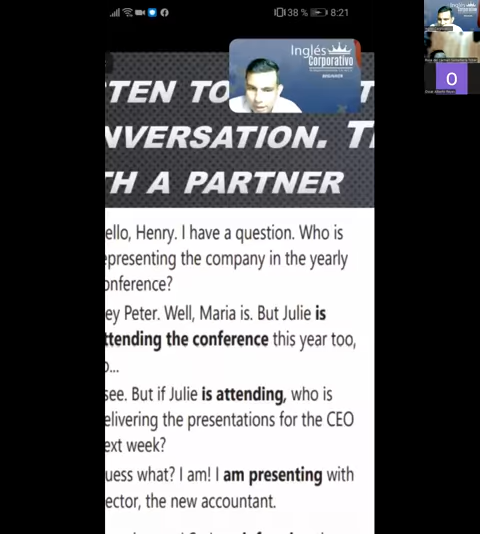 38 % 8:21
Inglés
Corporativo
TEN TO T
NVERSATION. T
TH A PARTNER
ello, Henry. I have a question. Who is
epresenting the company in the yearly
onference?
ey Peter. Well, Maria is. But Julie is
ttending the conference this year too,
o...
see. But if Julie is attending, who is
elivering the presentations for the CEO
ext week?
uess what? I am! I am presenting with
ector, the new accountant.
O